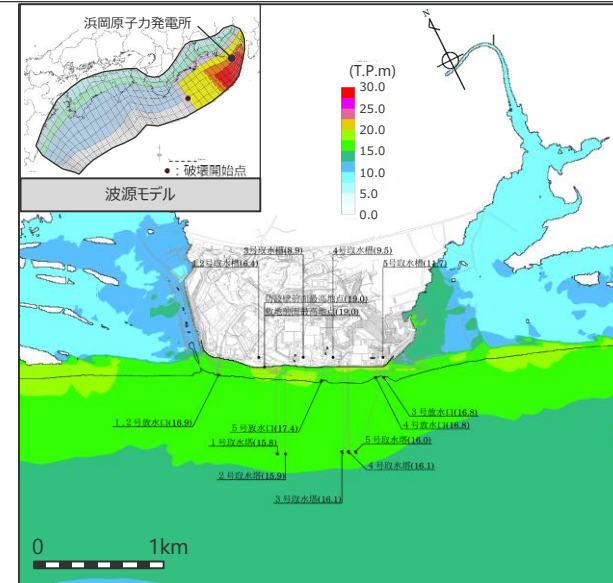 浜岡原子力発電所
●：破壊開始点
波源モデル
N
(T.P.m)
30.0
25.0
20.0
15.0
10.0
5.0
0.0
3号取水槽(8.9)
4号取水槽(9.5)
1,2号取水槽(6.4)
5号取水槽(11.7)
防波壁前面最高地点(19.0)
敷地前面最高地点(19.0)
1,2号放水口(16.9)
5号放水口(17.4)
3号放水口(16.8)
4号放水口(16.8)
1号取水塔(15.8)
5号取水塔(16.0)
2号取水塔(15.9)
4号取水塔(16.1)
3号取水塔(16.1)
0 1km